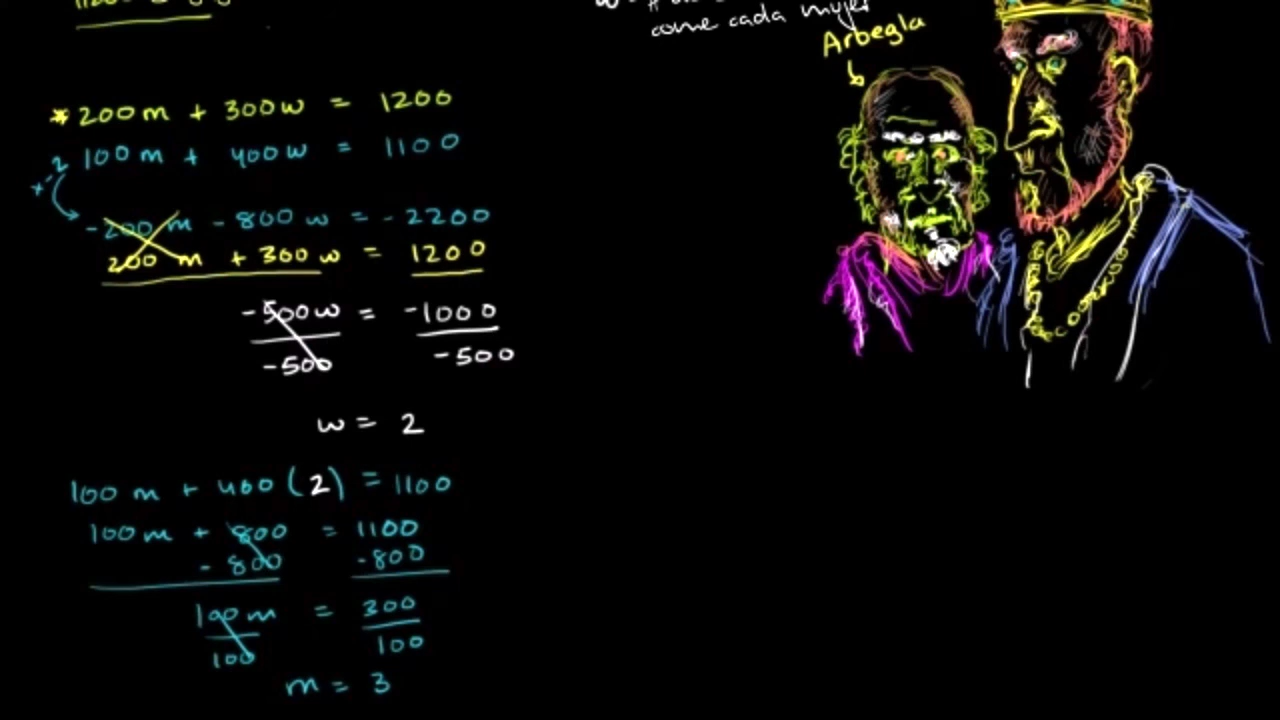 come cada mujer
Arbegla
*200m + 300w = 1200
x -2
100m + 400w = 1100
-200m - 800w = -2200
200m + 300w = 1200
-500w = -1000
-500 -500
w = 2
100m + 400(2) = 1100
100m + 800 = 1100
- 800 -800
100m = 300
100 100
m = 3